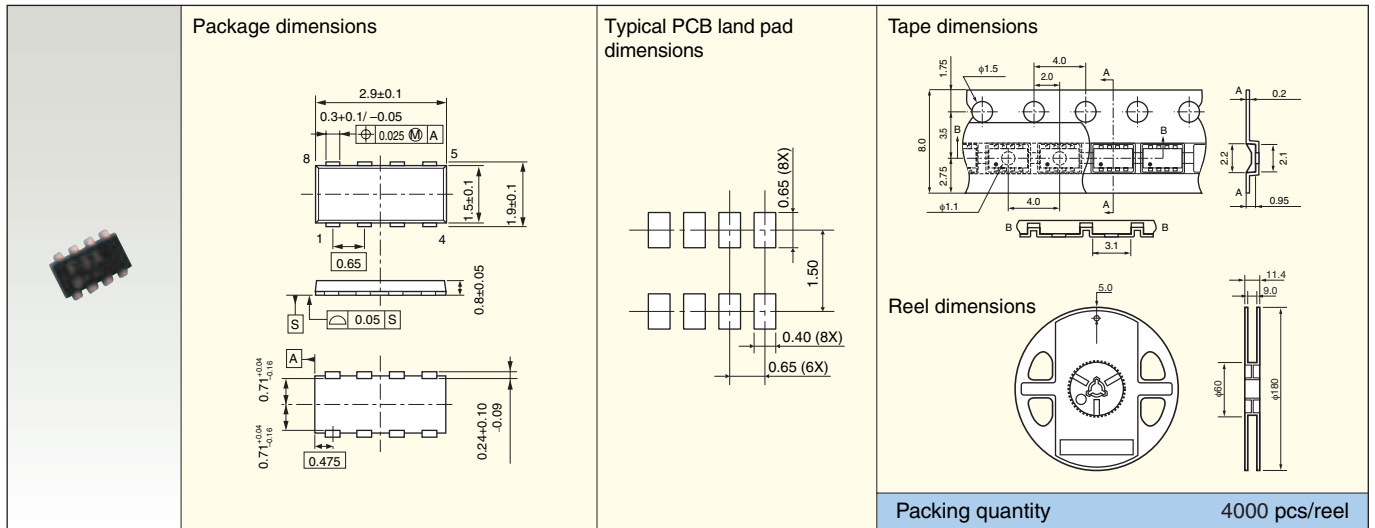 Package dimensions
2.9±0.1
0.3+0.1/ –0.05
0.025 Ⓜ A
8
5
1.5±0.1
1.9±0.1
1
4
0.65
0.8±0.05
S
0.05 S
A
0.71+0.04 -0.16
0.71+0.04 -0.16
0.24+0.10 -0.09
0.475
Typical PCB land pad
dimensions
0.65 (8X)
1.50
0.40 (8X)
0.65 (6X)
Tape dimensions
1.75
φ1.5
4.0
2.0
A
A
0.2
8.0
3.5
B
B
2.2
2.1
2.75
φ1.1
4.0
A
A
0.95
B
B
3.1
Reel dimensions
5.0
11.4
9.0
φ60
φ180
Packing quantity
4000 pcs/reel